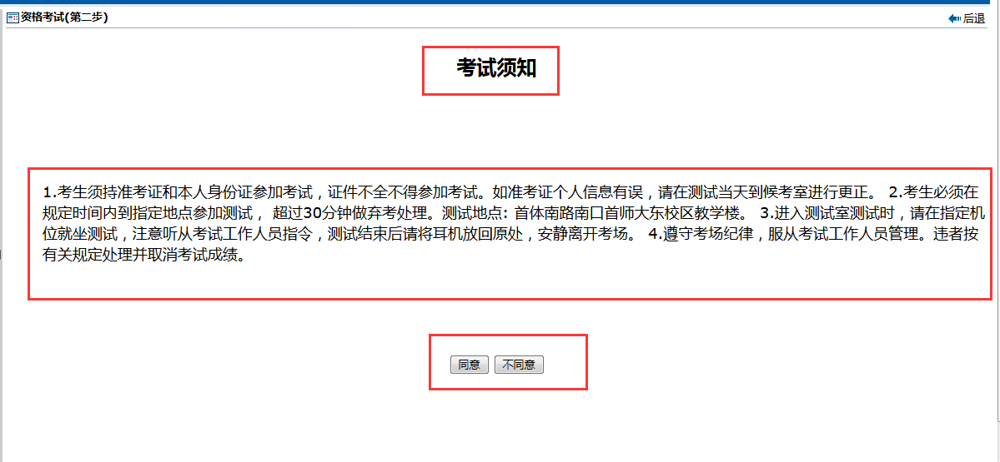 资格考试(第二步)
后退
考试须知
1.考生须持准考证和本人身份证参加考试，证件不全不得参加考试。如准考证个人信息有误，请在测试当天到候考室进行更正。 2.考生必须在
规定时间内到指定地点参加测试， 超过30分钟做弃考处理。测试地点: 首体南路南口首师大东校区教学楼。 3.进入测试室测试时，请在指定机
位就坐测试，注意听从考试工作人员指令，测试结束后请将耳机放回原处，安静离开考场。 4.遵守考场纪律，服从考试工作人员管理。违者按
有关规定处理并取消考试成绩。
同意 不同意